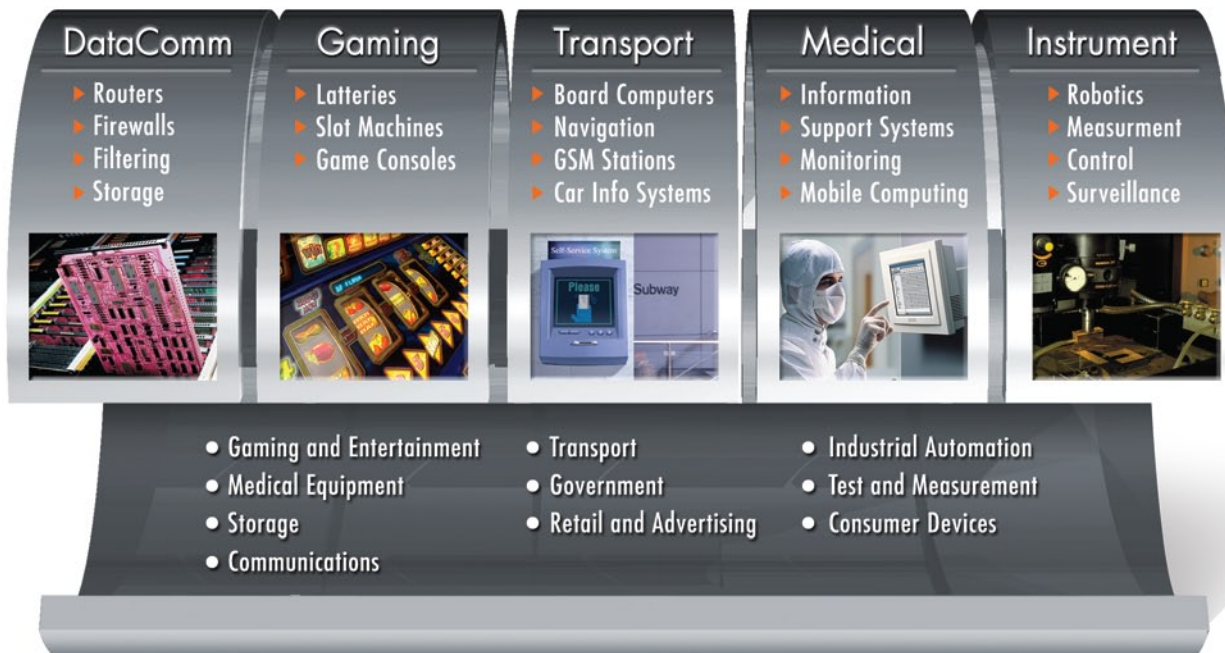 DataComm
Routers
Firewalls
Filtering
Storage
Gaming
Latteries
Slot Machines
Game Consoles
Transport
Board Computers
Navigation
GSM Stations
Car Info Systems
Medical
Information
Support Systems
Monitoring
Mobile Computing
Instrument
Robotics
Measurment
Control
Surveillance
Self-Service System
Please
Subway
Gaming and Entertainment
Medical Equipment
Storage
Communications
Transport
Government
Retail and Advertising
Industrial Automation
Test and Measurement
Consumer Devices